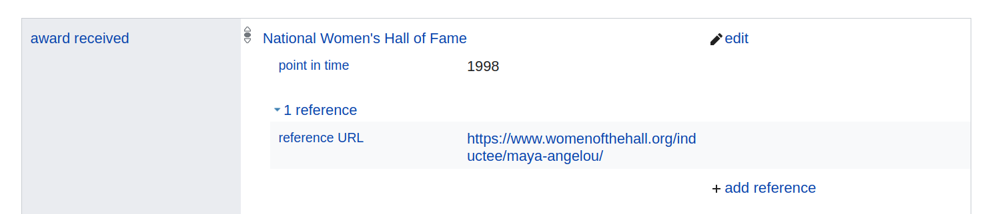 award received
National Women's Hall of Fame
edit
point in time
1998
1 reference
reference URL
https://www.womenofthehall.org/ind
uctee/maya-angelou/
+ add reference